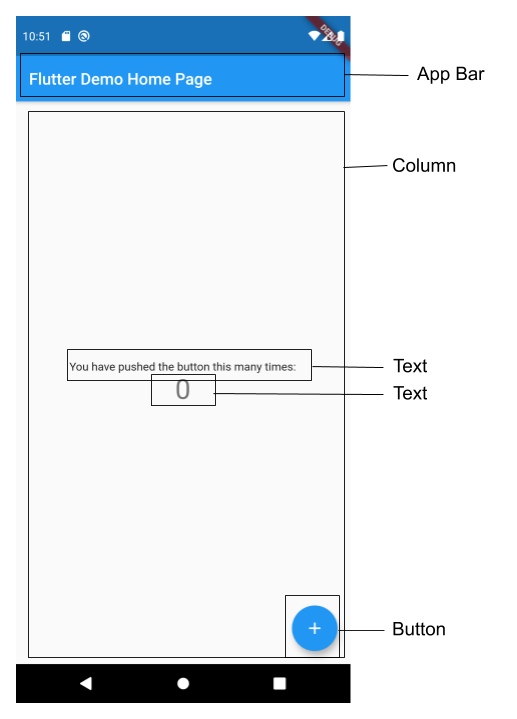 10:51
DEBUG
Flutter Demo Home Page
App Bar
Column
You have pushed the button this many times:
Text
0
Text
+
Button